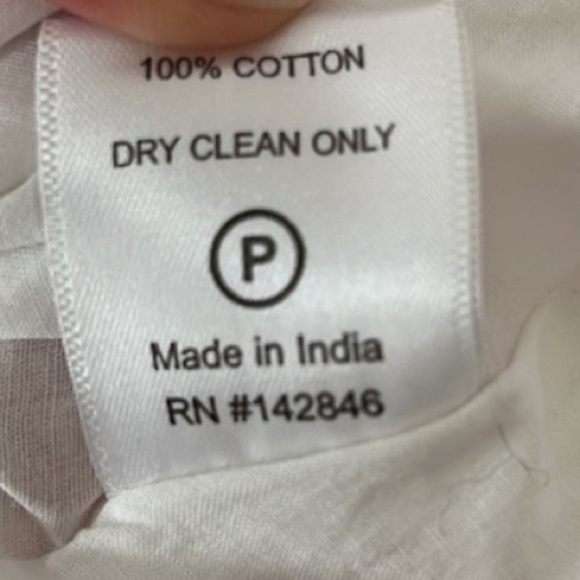 100% COTTON
DRY CLEAN ONLY
P
Made in India
RN #142846